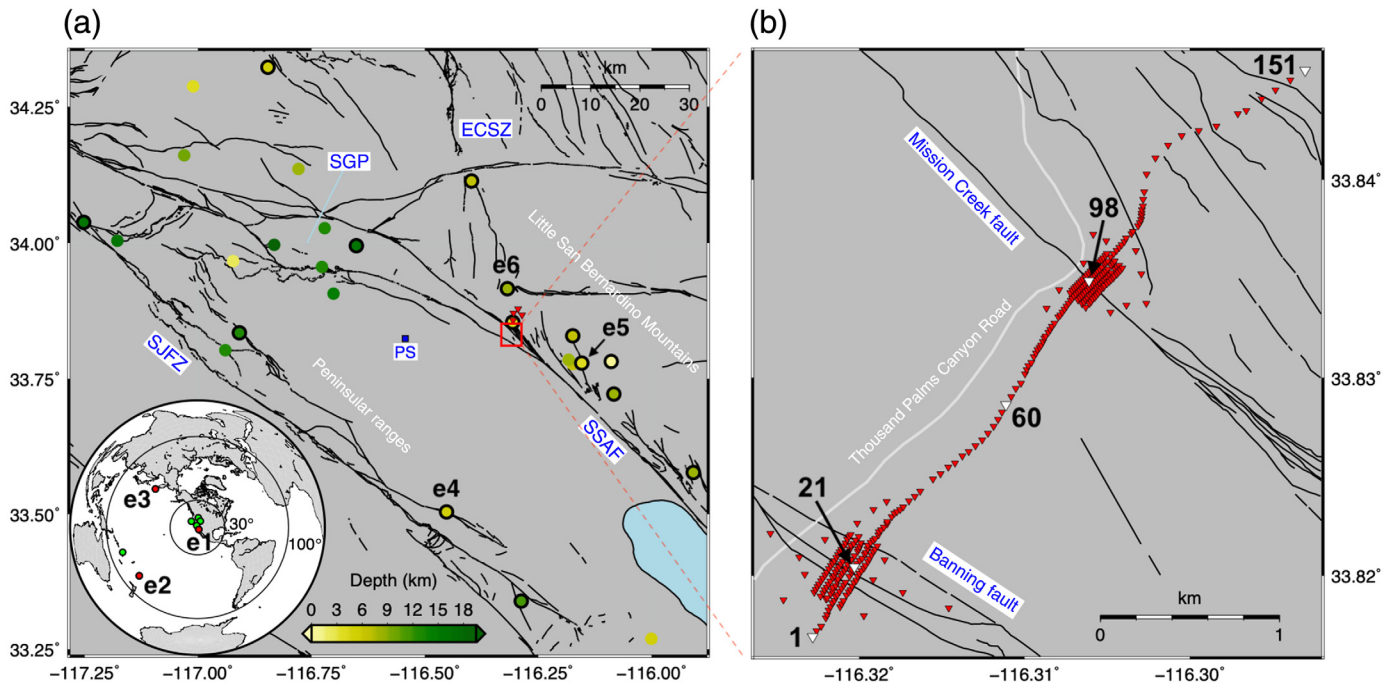 (a)
(b)
km
0 10 20 30
ECSZ
SGP
Little San Bernardino Mountains
e6
e5
PS
SJFZ
Peninsular ranges
SSAF
e4
e3
e1
e2
30°
100°
Depth (km)
0 3 6 9 12 15 18
34.25°
34.00°
33.75°
33.50°
33.25°
−117.25 −117.00 −116.75 −116.50 −116.25 −116.00
151
Mission Creek fault
98
Thousand Palms Canyon Road
60
21
Banning fault
1
km
0 1
33.84°
33.83°
33.82°
−116.32 −116.31 −116.30